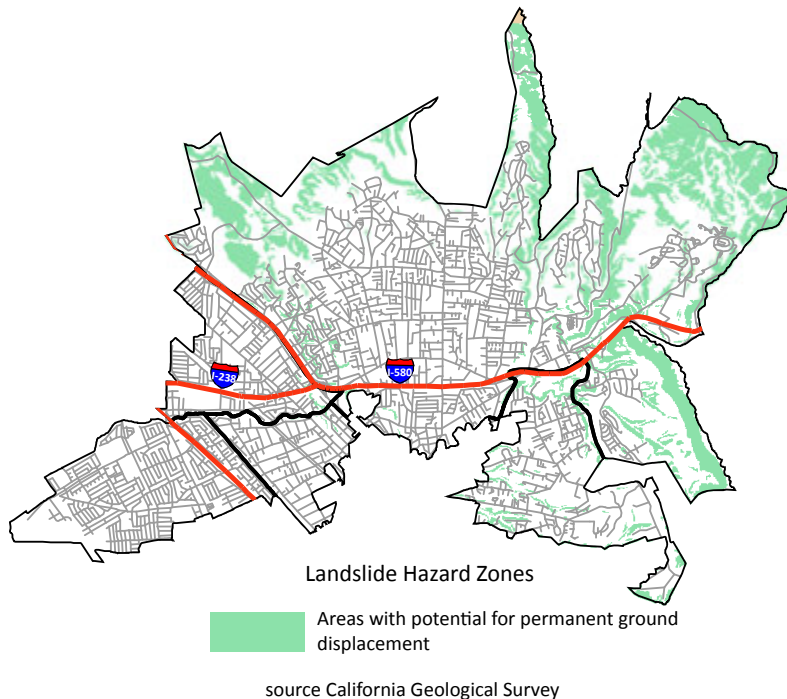 I-238
I-580
Landslide Hazard Zones
Areas with potential for permanent ground
displacement
source California Geological Survey